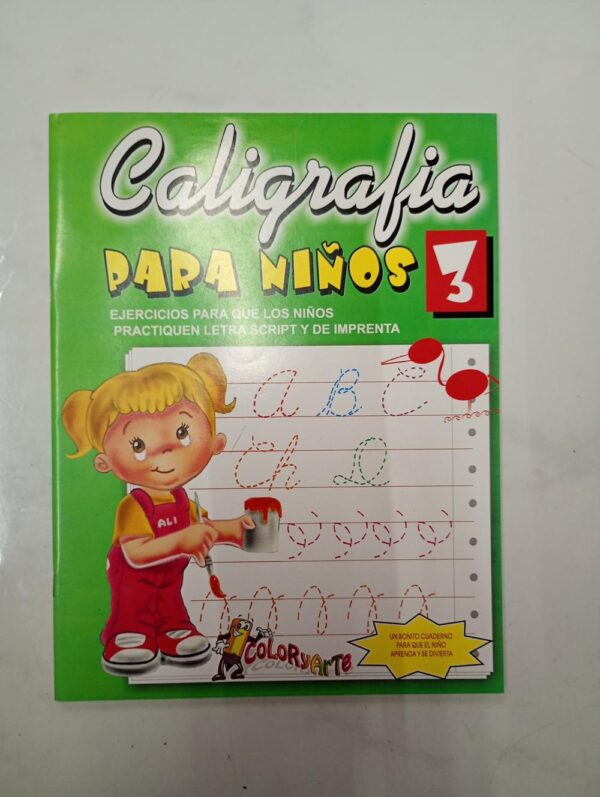 Caligrafia
PARA NIÑOS 3
EJERCICIOS PARA QUE LOS NIÑOS
PRACTIQUEN LETRA SCRIPT Y DE IMPRENTA
a B C
ch d
ALI
COLORyArte
UN BONITO CUADERNO
PARA QUE EL NIÑO
APRENDA Y SE DIVIERTA